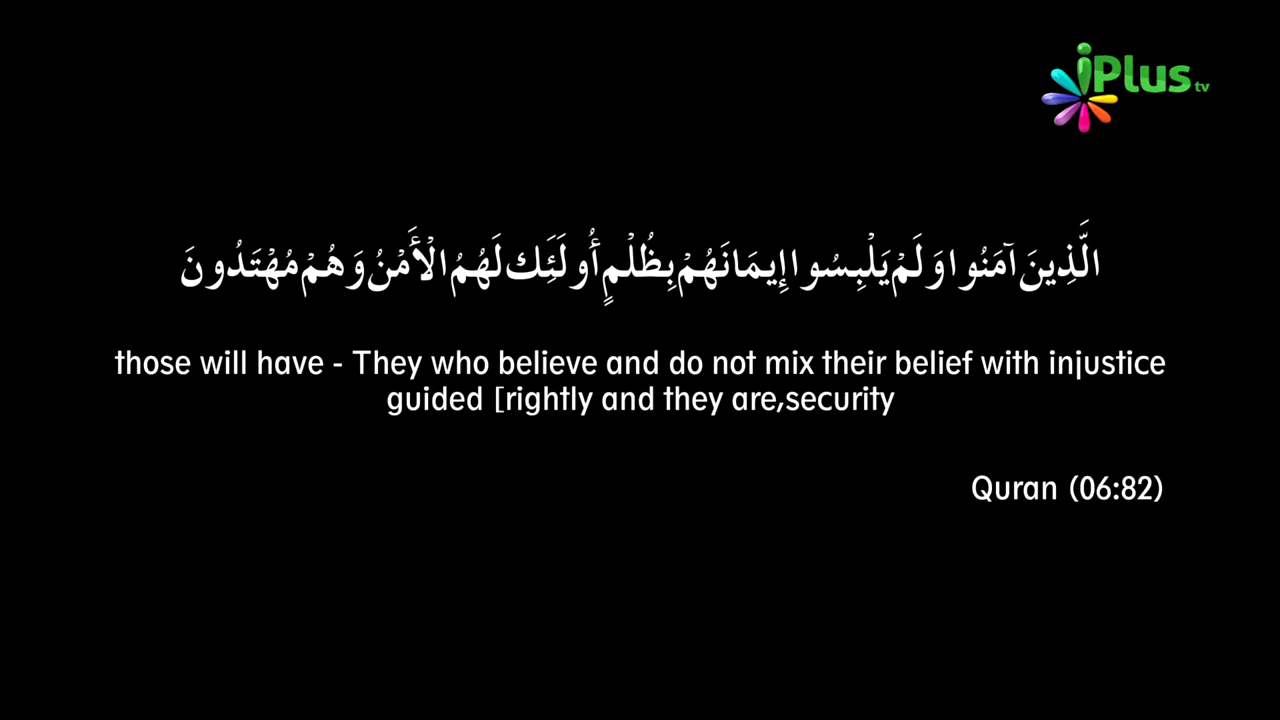 iPlus tv
الَّذِينَ آمَنُوا وَلَمْ يَلْبِسُوا إِيمَانَهُمْ بِظُلْمٍ أُولَئِكَ لَهُمُ الْأَمْنُ وَهُمْ مُهْتَدُونَ
those will have - They who believe and do not mix their belief with injustice
guided [rightly and they are,security
Quran (06:82)